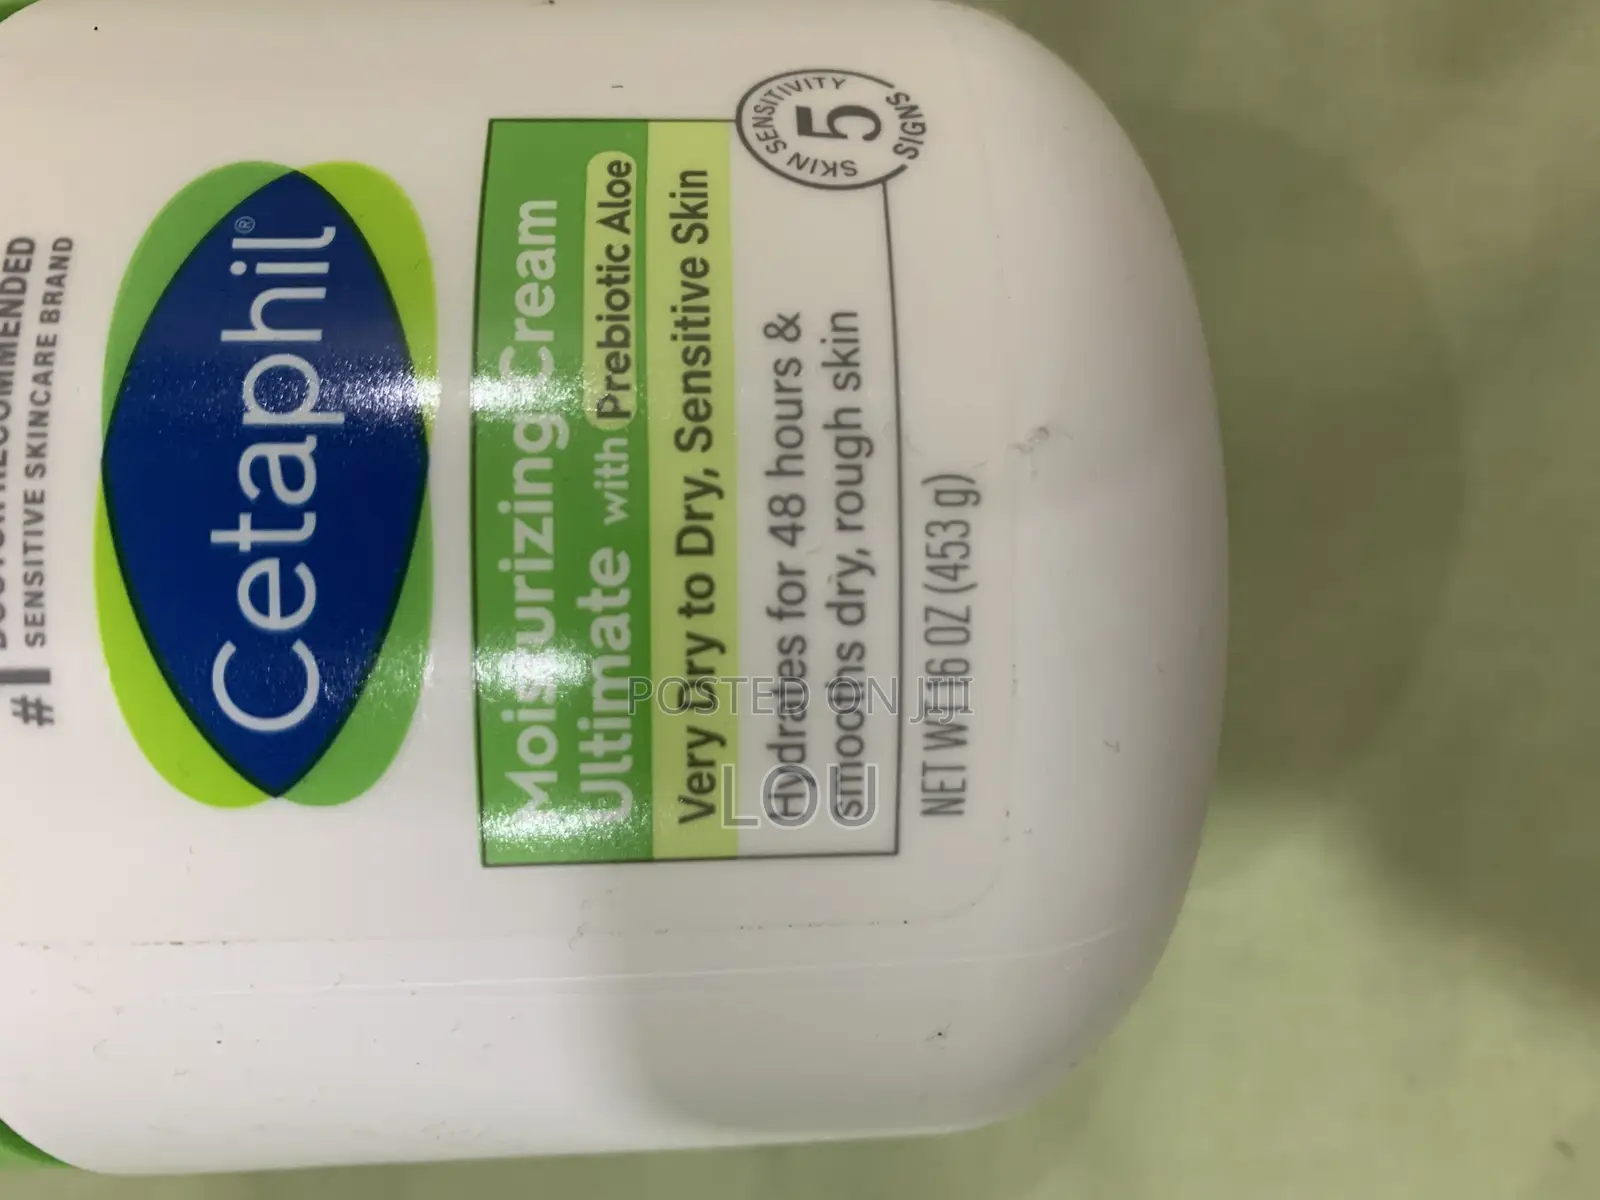 RECOMMENDED
# SENSITIVE SKINCARE BRAND
Cetaphil®
Moisturizing Cream
Ultimate with Prebiotic Aloe
Very Dry to Dry, Sensitive Skin
Hydrates for 48 hours &
smooths dry, rough skin
5 SIGNS
SKIN SENSITIVITY
NET WT 16 OZ (453 g)
POSTED ON JIJI
LOU